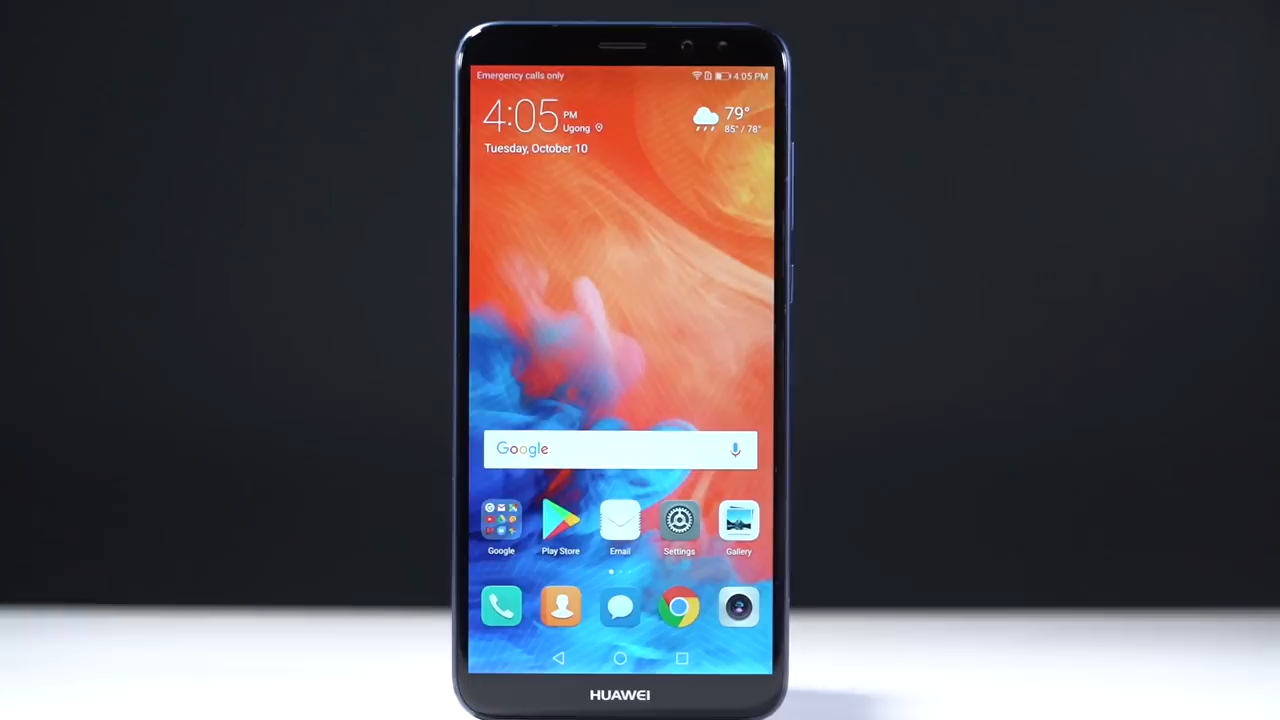 Emergency calls only
4:05 PM
4:05 PM
Ugong
79°
85° / 78°
Tuesday, October 10
Google
Google
Play Store
Email
Settings
Gallery
HUAWEI